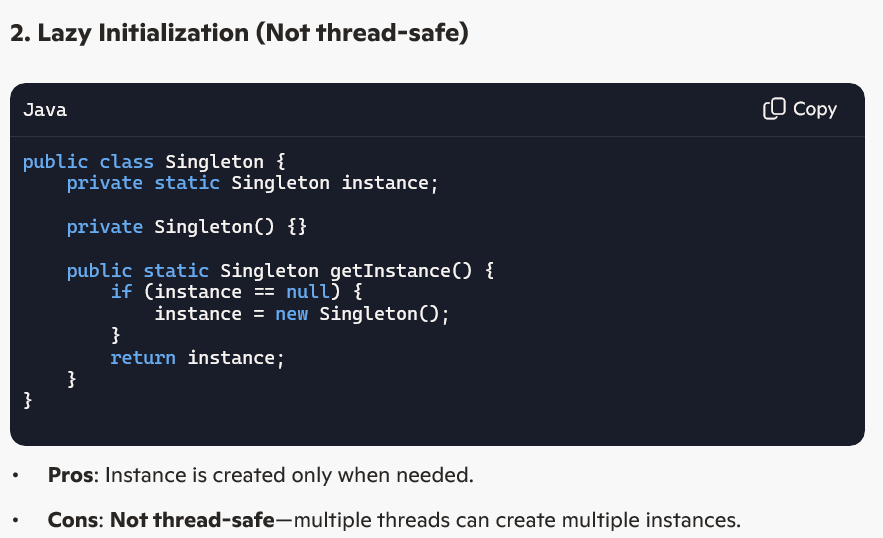 2. Lazy Initialization (Not thread-safe)
Java
Copy
public class Singleton {
    private static Singleton instance;
    private Singleton() {}
    public static Singleton getInstance() {
        if (instance == null) {
            instance = new Singleton();
        }
        return instance;
    }
}
• Pros: Instance is created only when needed.
• Cons: Not thread-safe—multiple threads can create multiple instances.